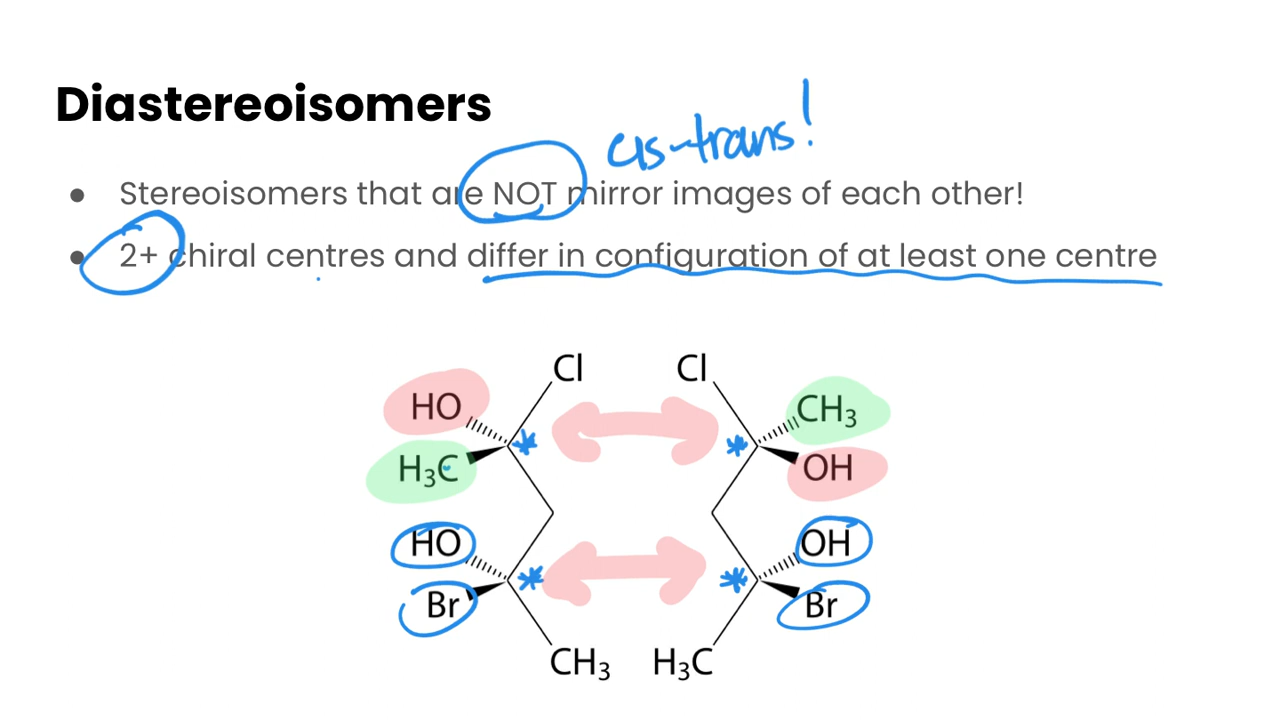 Diastereoisomers
cis-trans!
● Stereoisomers that are NOT mirror images of each other!
● 2+ chiral centres and differ in configuration of at least one centre
Cl Cl
HO CH₃
H₃C OH
HO OH
Br Br
CH₃ H₃C